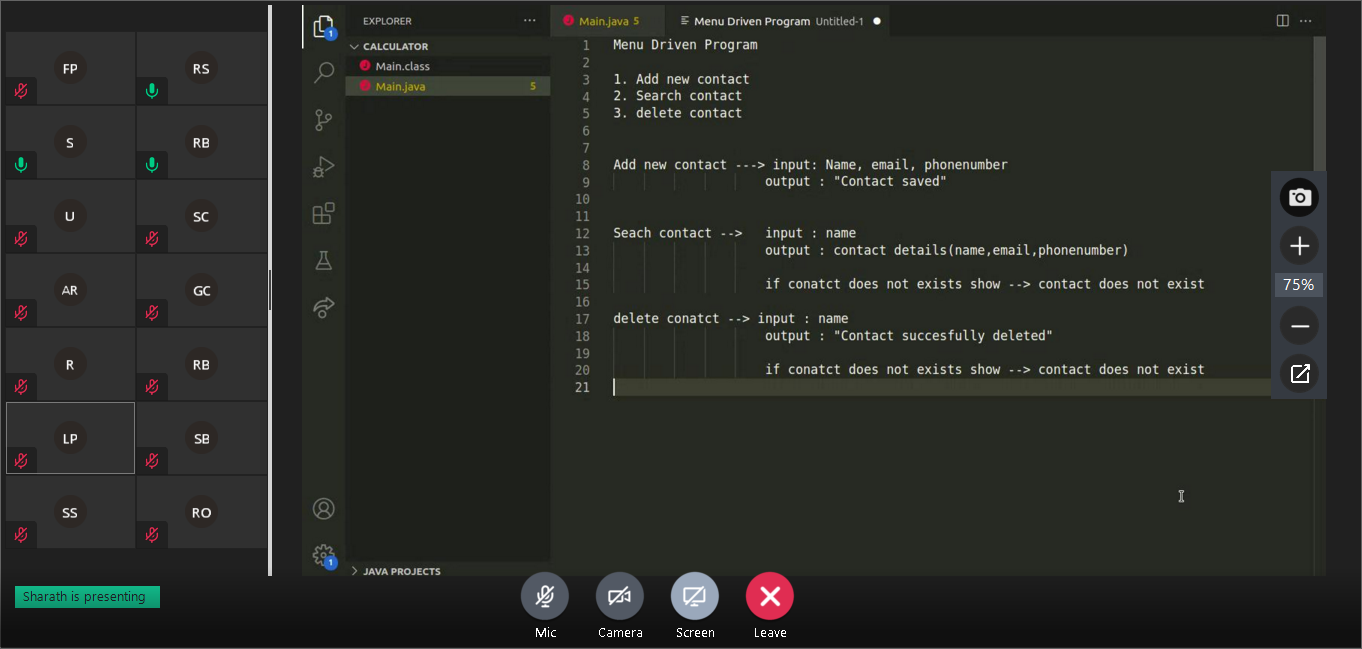 FP
RS
S
RB
U
SC
AR
GC
R
RB
LP
SB
SS
RO
Sharath is presenting
1
1
EXPLORER
CALCULATOR
Main.class
Main.java 5
JAVA PROJECTS
Main.java 5
Menu Driven Program Untitled-1
1 Menu Driven Program
2
3 1. Add new contact
4 2. Search contact
5 3. delete contact
6
7
8 Add new contact ---> input: Name, email, phonenumber
9 output : "Contact saved"
10
11
12 Seach contact --> input : name
13 output : contact details(name,email,phonenumber)
14
15 if conatct does not exists show --> contact does not exist
16
17 delete conatct --> input : name
18 output : "Contact succesfully deleted"
19
20 if conatct does not exists show --> contact does not exist
21
75%
Mic
Camera
Screen
Leave